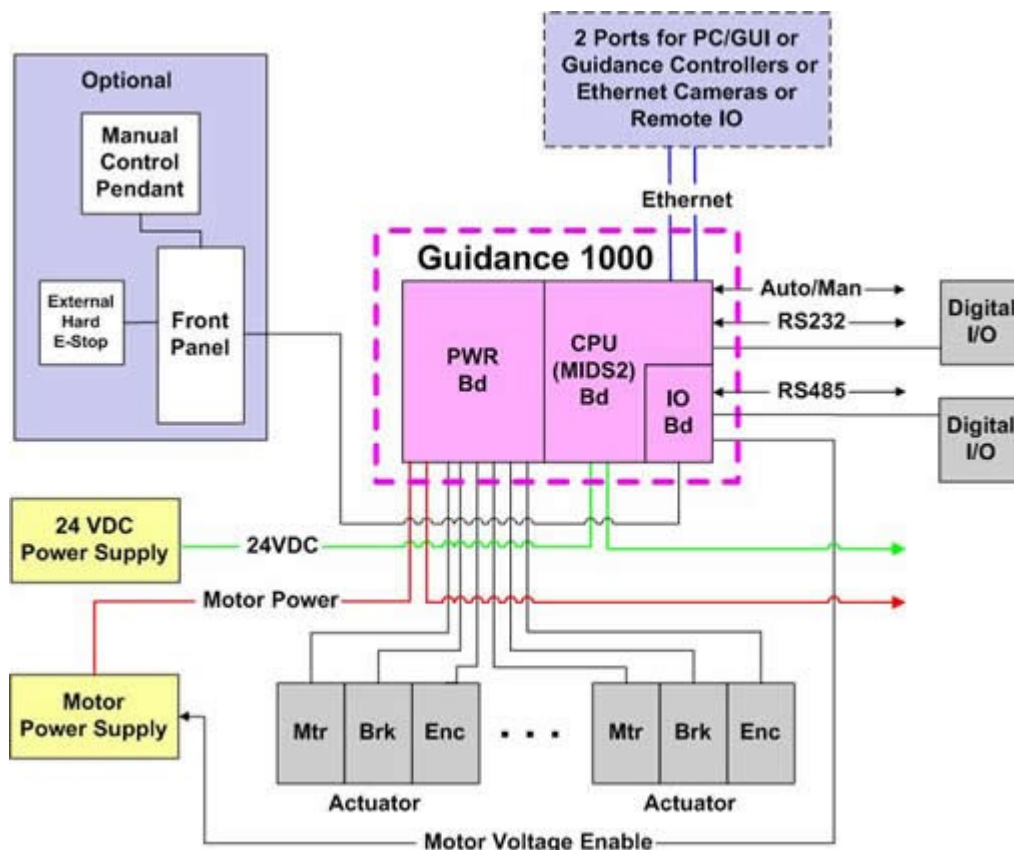 Optional
Manual
Control
Pendant
External
Hard
E-Stop
Front
Panel
2 Ports for PC/GUI or
Guidance Controllers or
Ethernet Cameras or
Remote IO
Ethernet
Guidance 1000
PWR
Bd
CPU
(MIDS2)
Bd
IO
Bd
Auto/Man
RS232
RS485
Digital
I/O
Digital
I/O
24 VDC
Power Supply
24VDC
Motor Power
Motor
Power Supply
Mtr
Brk
Enc
. . .
Mtr
Brk
Enc
Actuator
Actuator
Motor Voltage Enable